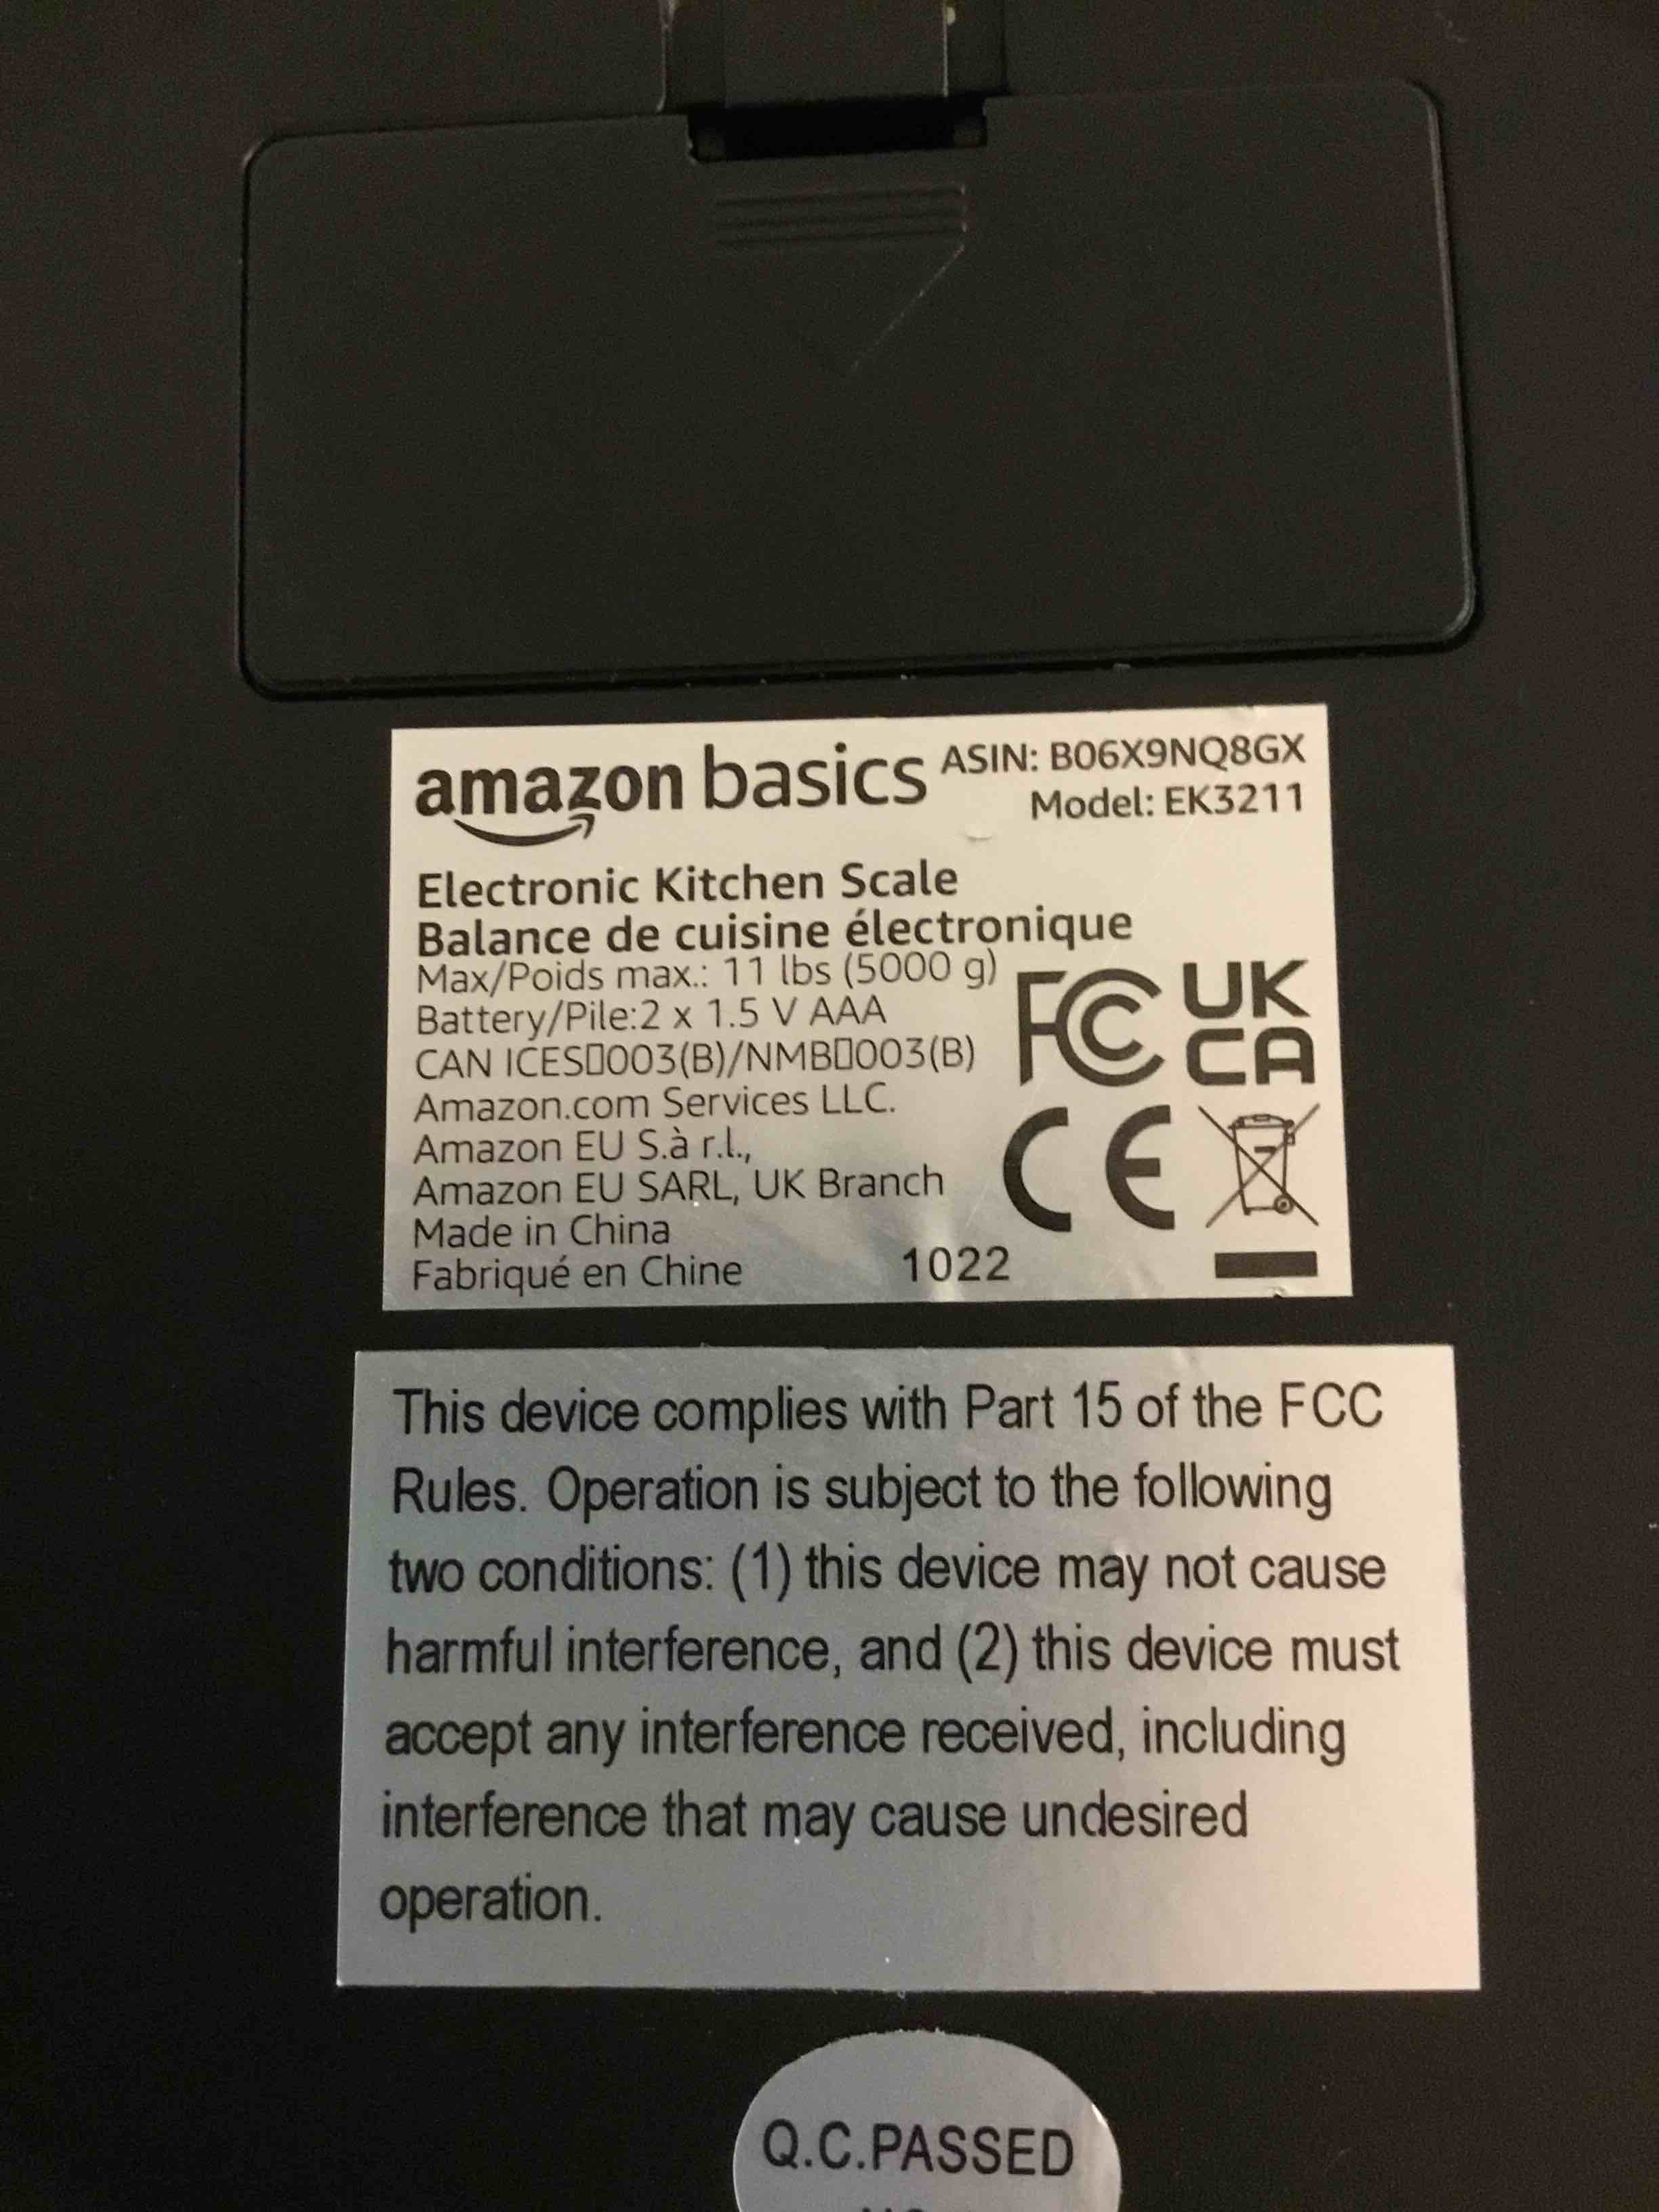 amazon basics ASIN: B06X9NQ8GX
Model: EK3211
Electronic Kitchen Scale
Balance de cuisine électronique
Max/Poids max.: 11 lbs (5000 g)
Battery/Pile:2 x 1.5 V AAA
CAN ICES▯003(B)/NMB▯003(B)
Amazon.com Services LLC.
Amazon EU S.à r.l.,
Amazon EU SARL, UK Branch
Made in China
Fabriqué en Chine 1022
FC UK
CA
CE
This device complies with Part 15 of the FCC
Rules. Operation is subject to the following
two conditions: (1) this device may not cause
harmful interference, and (2) this device must
accept any interference received, including
interference that may cause undesired
operation.
Q.C.PASSED